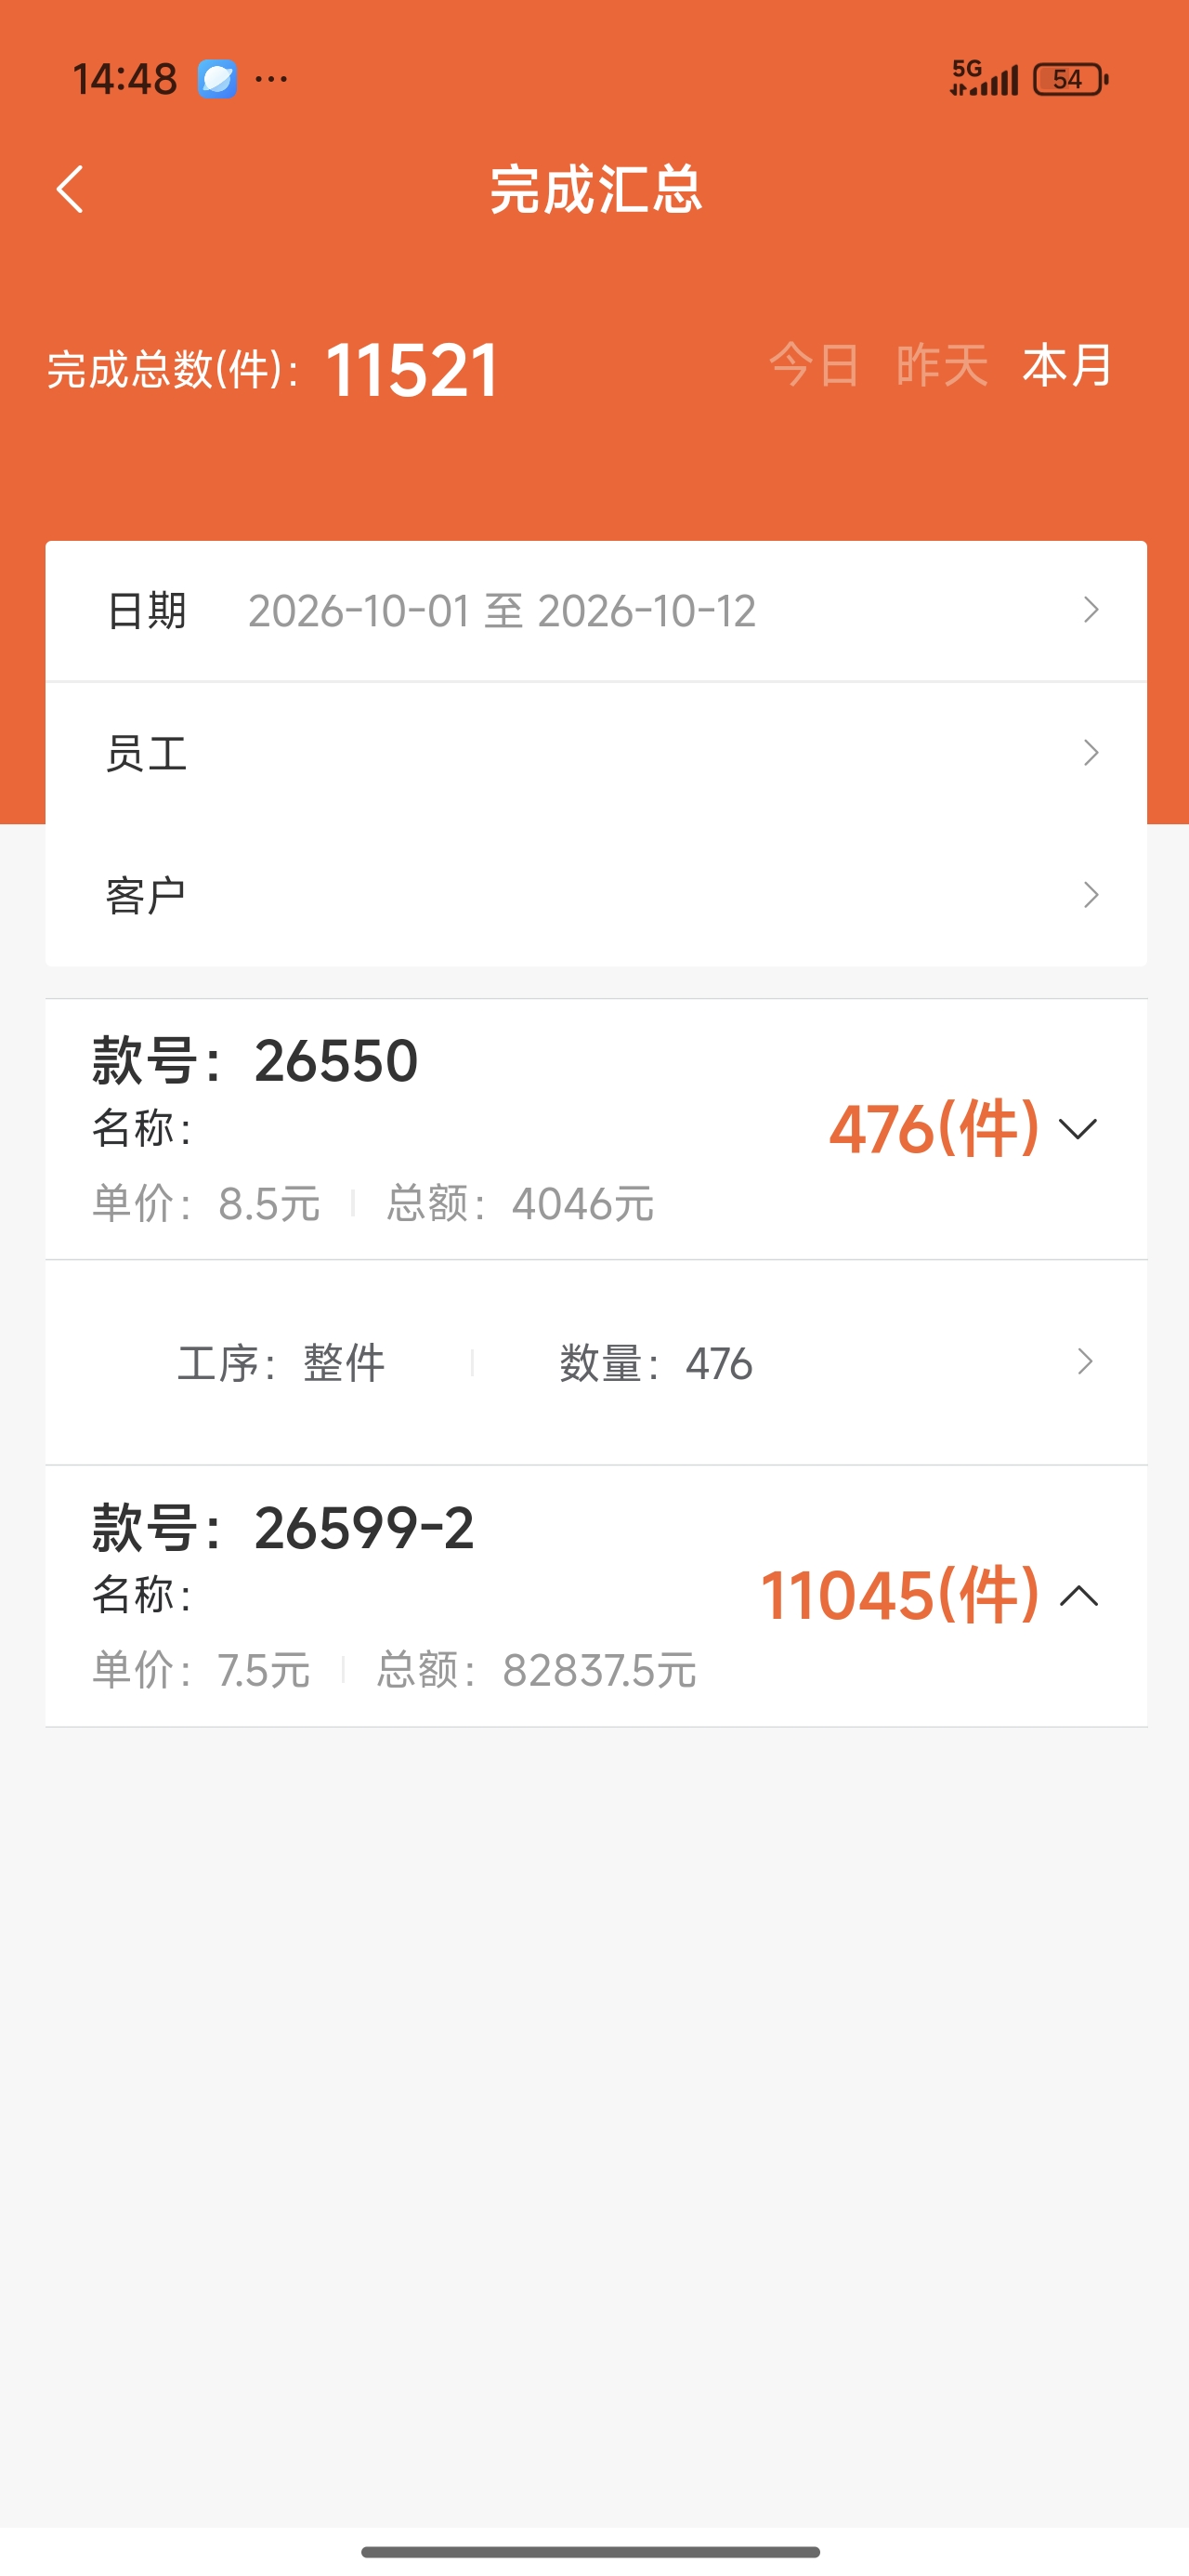 14:48 ... 5G 54
完成汇总
完成总数(件): 11521 今日 昨天 本月
日期 2026-10-01 至 2026-10-12
员工
客户
款号: 26550
名称:
476(件)
单价: 8.5元 总额: 4046元
工序: 整件 数量: 476
款号: 26599-2
名称:
11045(件)
单价: 7.5元 总额: 82837.5元